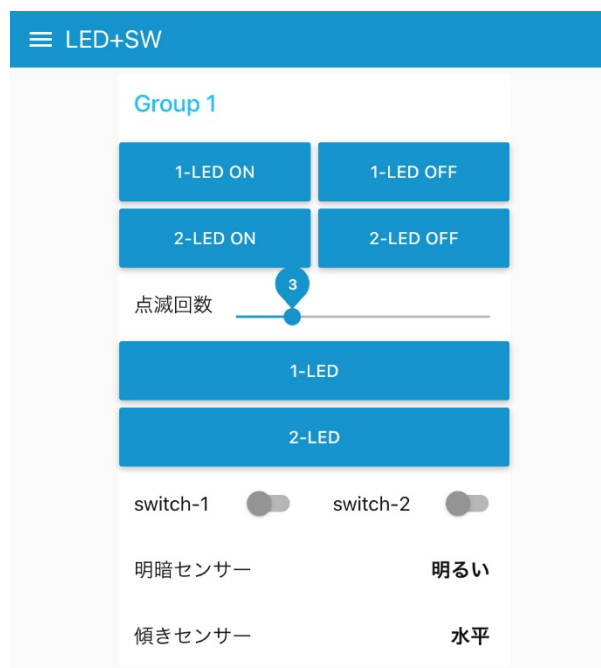 LED+SW
Group 1
1-LED ON 1-LED OFF
2-LED ON 2-LED OFF
3
点滅回数
1-LED
2-LED
switch-1 switch-2
明暗センサー 明るい
傾きセンサー 水平